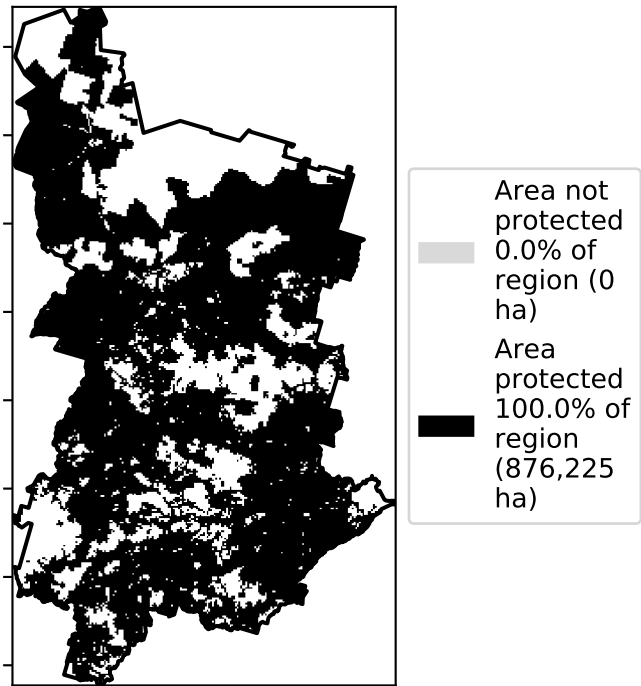 Area not
protected
0.0% of
region (0
ha)
Area
protected
100.0% of
region
(876,225
ha)